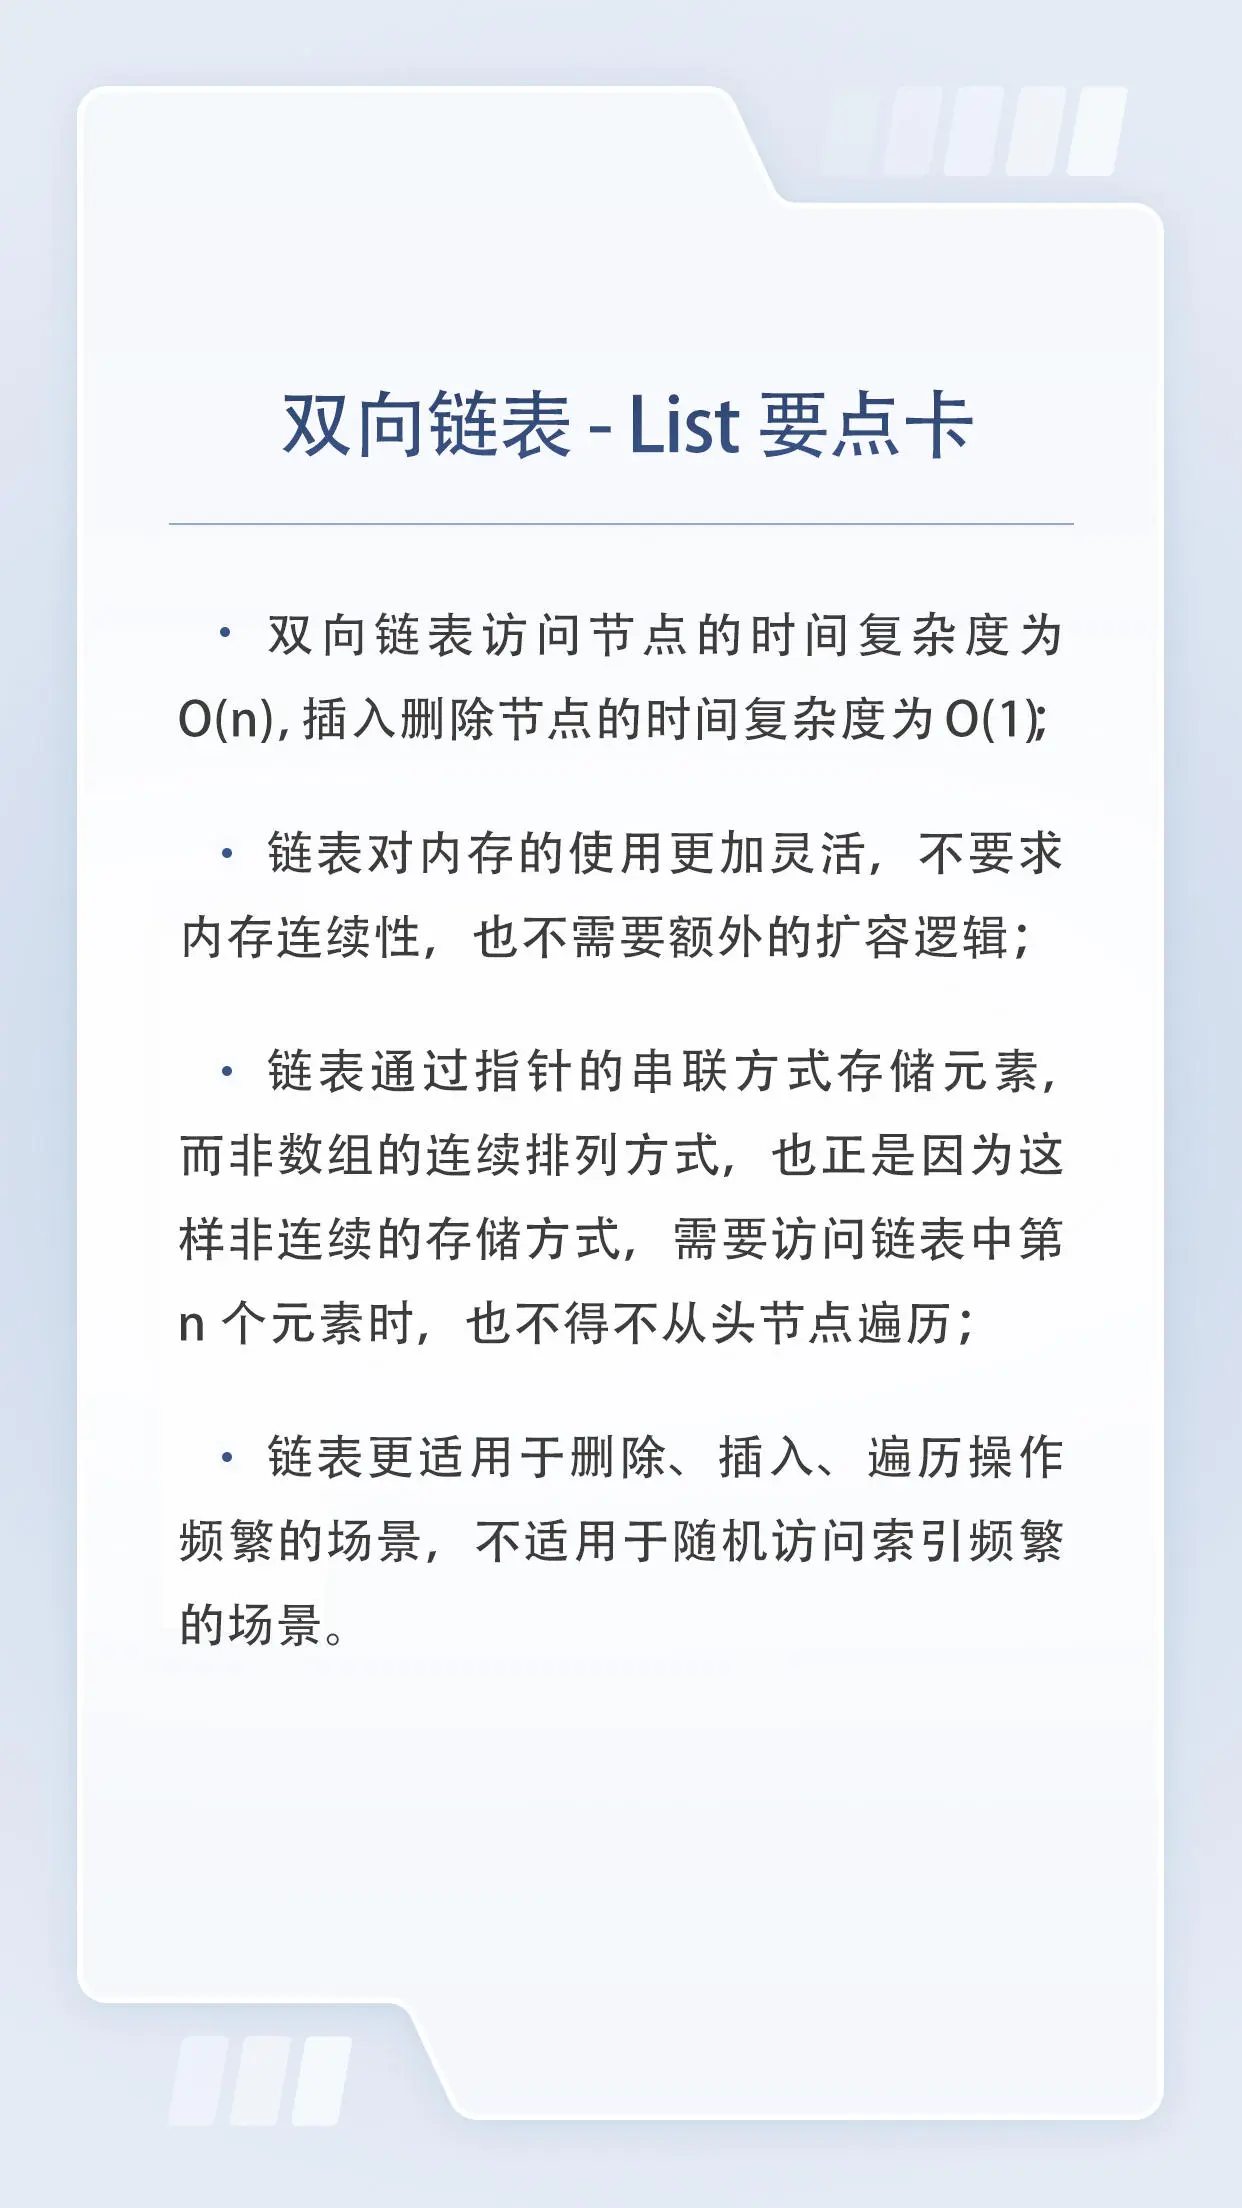 双向链表 - List 要点卡
· 双向链表访问节点的时间复杂度为
O(n), 插入删除节点的时间复杂度为 O(1);
· 链表对内存的使用更加灵活，不要求
内存连续性，也不需要额外的扩容逻辑；
· 链表通过指针的串联方式存储元素，
而非数组的连续排列方式，也正是因为这
样非连续的存储方式，需要访问链表中第
n 个元素时，也不得不从头节点遍历；
· 链表更适用于删除、插入、遍历操作
频繁的场景，不适用于随机访问索引频繁
的场景。